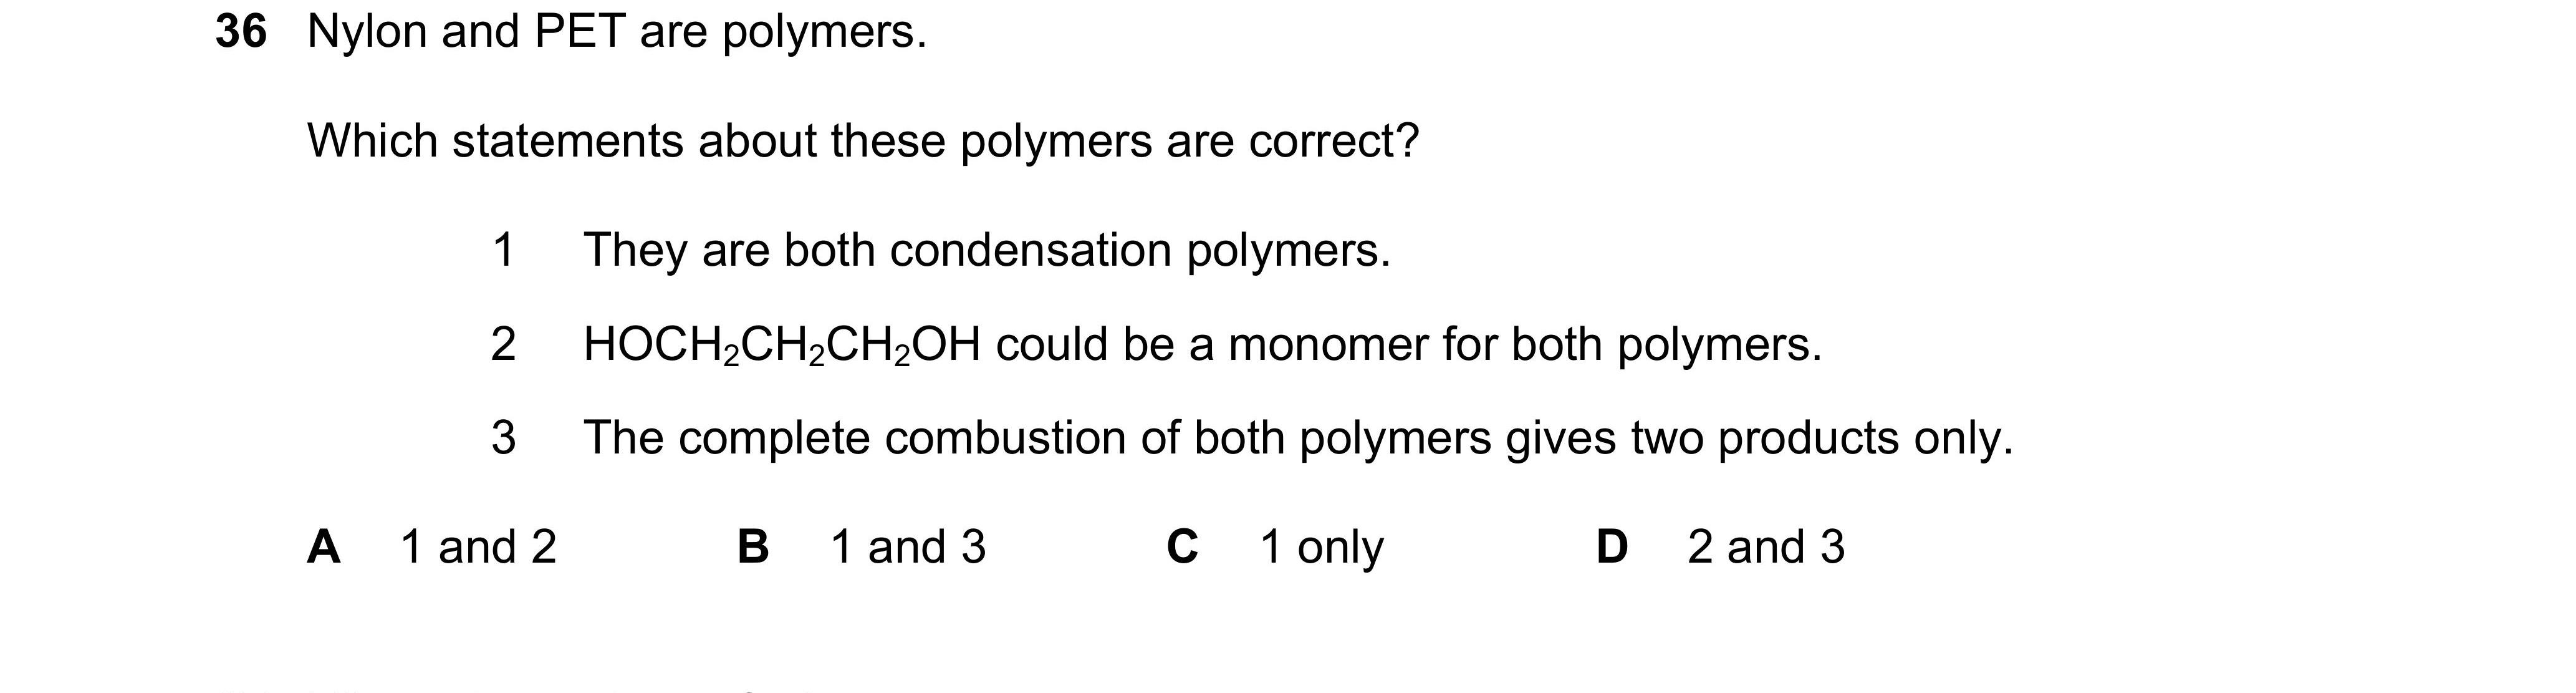 36 Nylon and PET are polymers.
Which statements about these polymers are correct?
1 They are both condensation polymers.
2 HOCH₂CH₂CH₂OH could be a monomer for both polymers.
3 The complete combustion of both polymers gives two products only.
A 1 and 2 B 1 and 3 C 1 only D 2 and 3